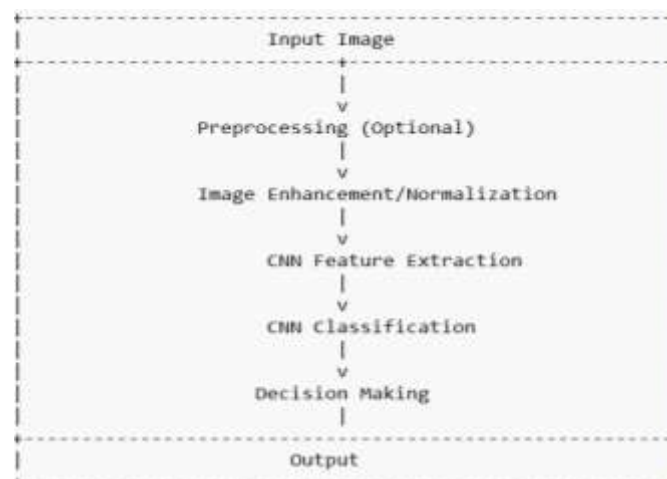 Input Image
Preprocessing (Optional)
Image Enhancement/Normalization
CNN Feature Extraction
CNN Classification
Decision Making
Output